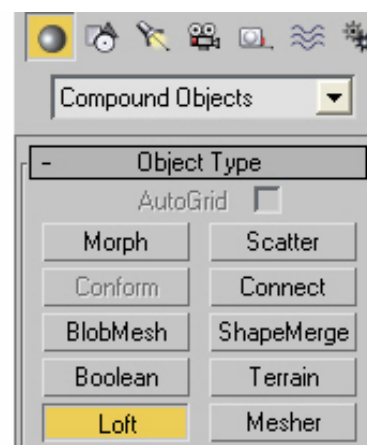 Compound Objects
- Object Type
AutoGrid
Morph Scatter
Conform Connect
BlobMesh ShapeMerge
Boolean Terrain
Loft Mesher